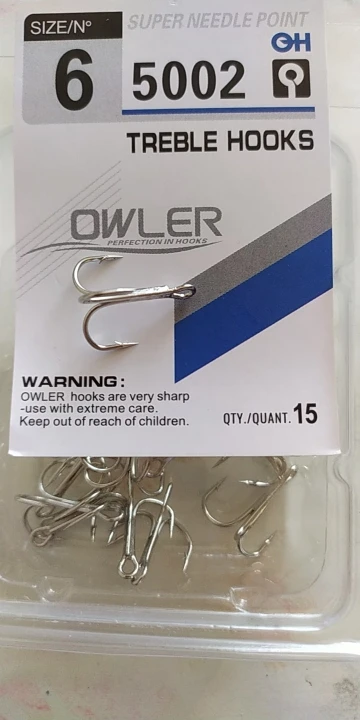 SIZE/Nº
6
SUPER NEEDLE POINT
OH
5002
TREBLE HOOKS
OWLER
PERFECTION IN HOOKS
WARNING:
OWLER hooks are very sharp
-use with extreme care.
Keep out of reach of children.
QTY./QUANT. 15